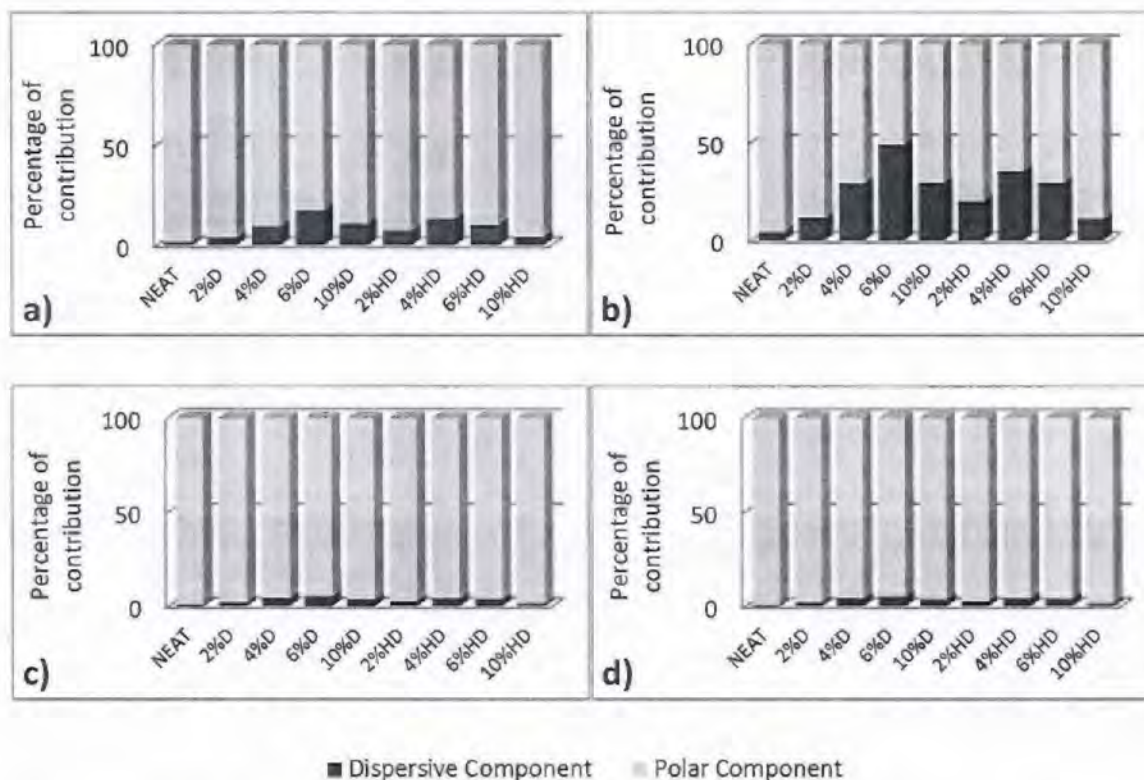 Percentage of
contribution
100
50
0
NEAT
2%D
4%D
6%D
10%D
2%HD
4%HD
6%HD
10%HD
a)
Percentage of
contribution
100
50
0
NEAT
2%D
4%D
6%D
10%D
2%HD
4%HD
6%HD
10%HD
b)
Percentage of
contribution
100
50
0
NEAT
2%D
4%D
6%D
10%D
2%HD
4%HD
6%HD
10%HD
c)
Percentage of
contribution
100
50
0
NEAT
2%D
4%D
6%D
10%D
2%HD
4%HD
6%HD
10%HD
d)
Dispersive Component
Polar Component